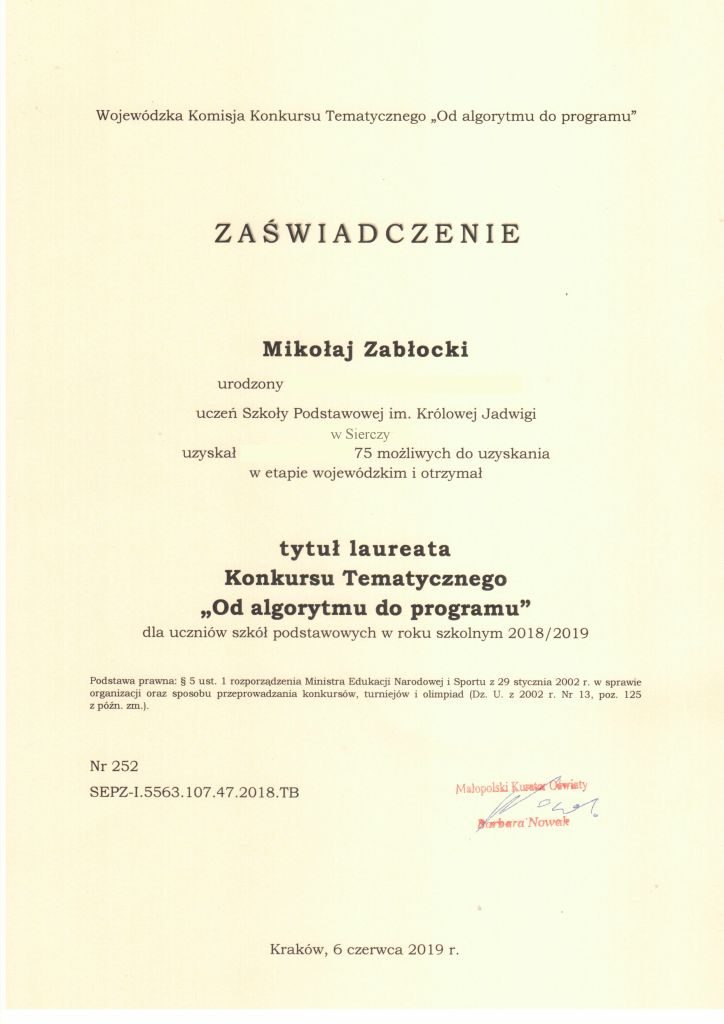 Wojewódzka Komisja Konkursu Tematycznego „Od algorytmu do programu”
ZAŚWIADCZENIE
Mikołaj Zabłocki
urodzony
uczeń Szkoły Podstawowej im. Królowej Jadwigi
w Sierczy
uzyskał 75 możliwych do uzyskania
w etapie wojewódzkim i otrzymał
tytuł laureata
Konkursu Tematycznego
„Od algorytmu do programu”
dla uczniów szkół podstawowych w roku szkolnym 2018/2019
Podstawa prawna: § 5 ust. 1 rozporządzenia Ministra Edukacji Narodowej i Sportu z 29 stycznia 2002 r. w sprawie
organizacji oraz sposobu przeprowadzania konkursów, turniejów i olimpiad (Dz. U. z 2002 r. Nr 13, poz. 125
z późn. zm.).
Nr 252
SEPZ-I.5563.107.47.2018.TB
Małopolski Kurator Oświaty
Barbara Nowak
Kraków, 6 czerwca 2019 r.